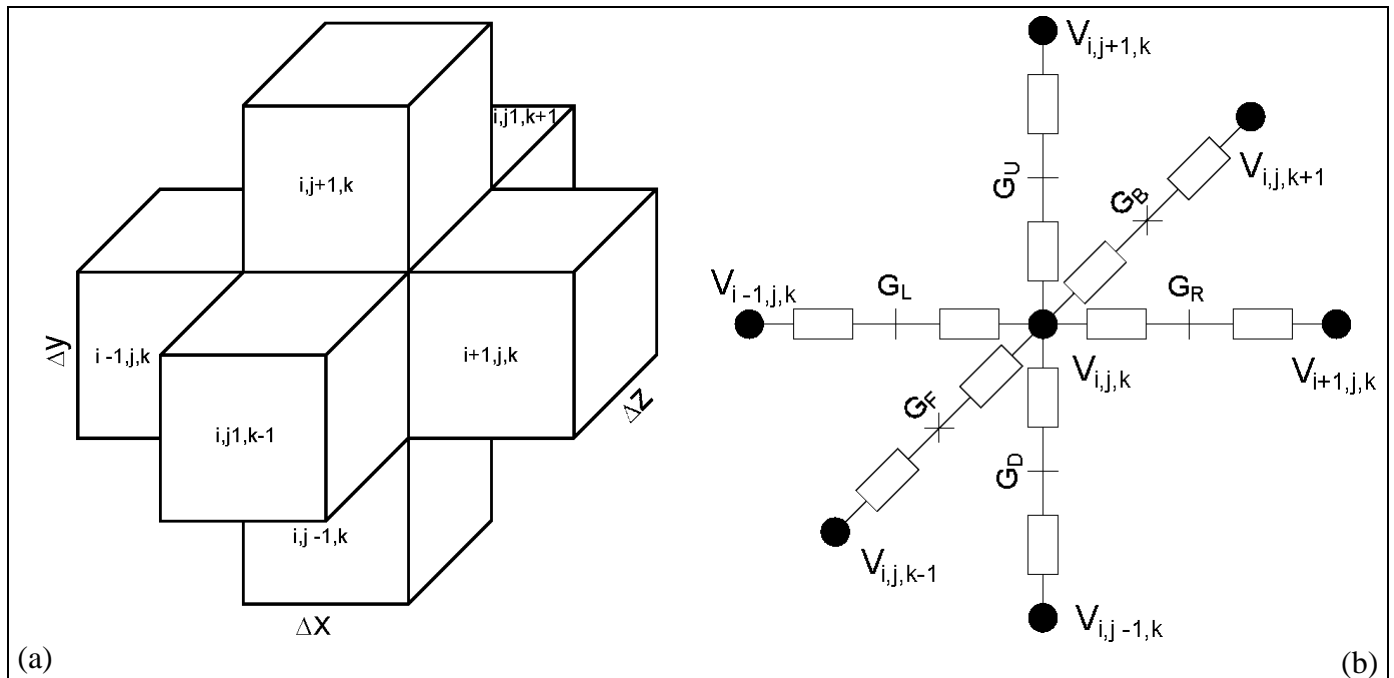 i,j1,k+1
i,j+1,k
Δy
i -1,j,k
i+1,j,k
Δz
i,j1,k-1
i,j -1,k
Δx
(a)
V i,j+1,k
V i,j,k+1
G U
G B
V i -1,j,k
G L
G R
V i,j,k
V i+1,j,k
G F
G D
V i,j,k-1
V i,j -1,k
(b)